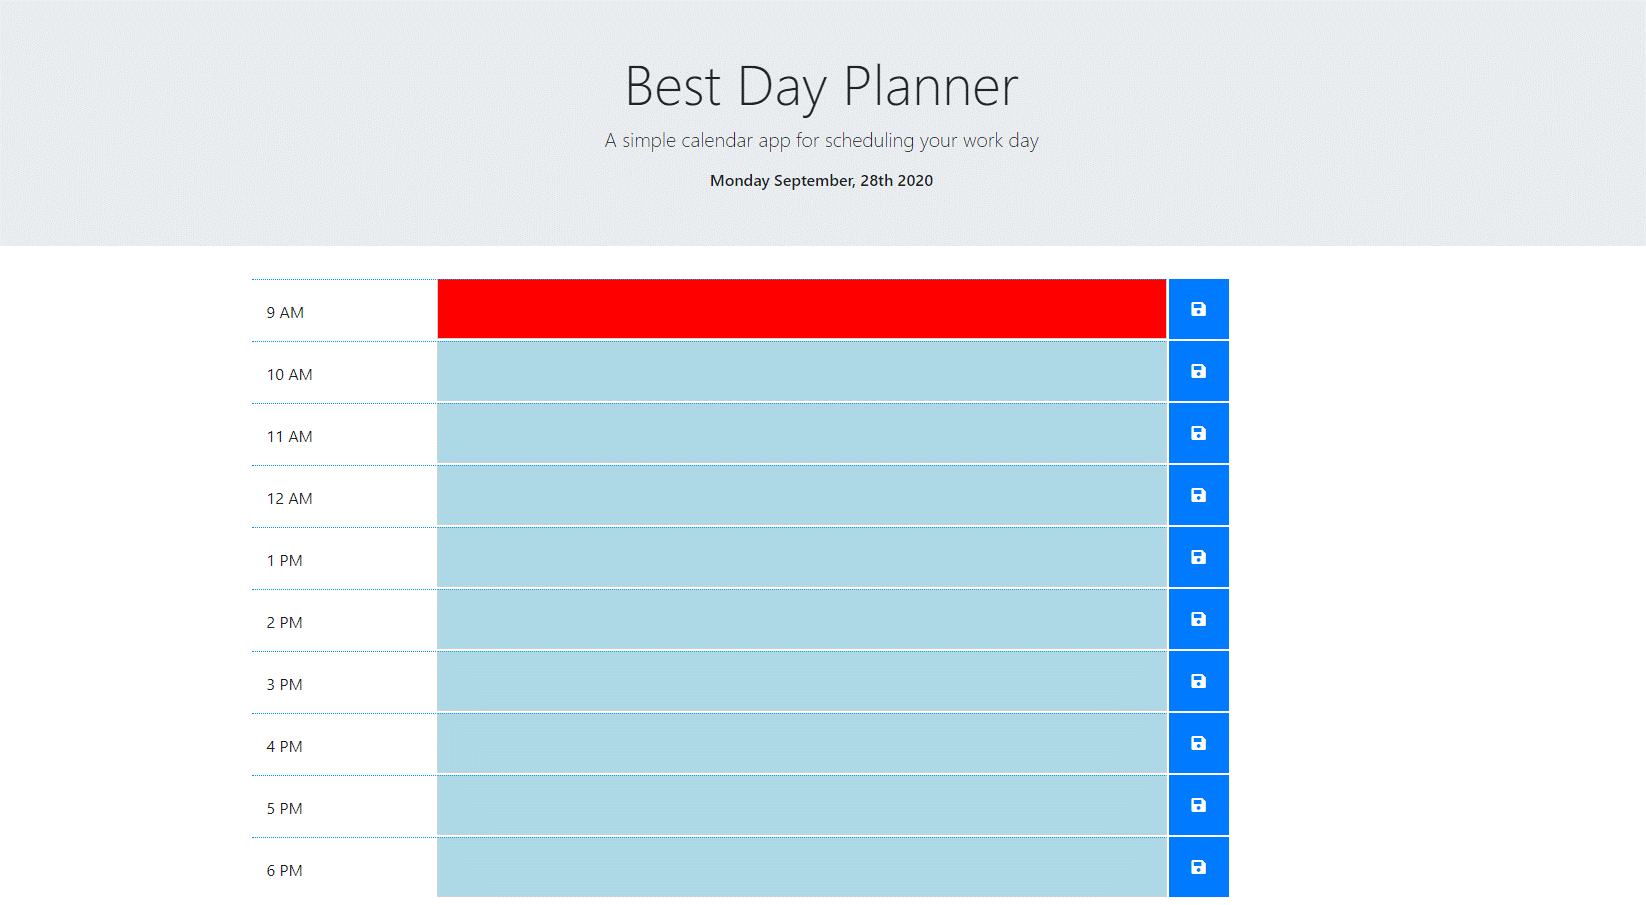 Best Day Planner
A simple calendar app for scheduling your work day
Monday September, 28th 2020
9 AM
10 AM
11 AM
12 AM
1 PM
2 PM
3 PM
4 PM
5 PM
6 PM